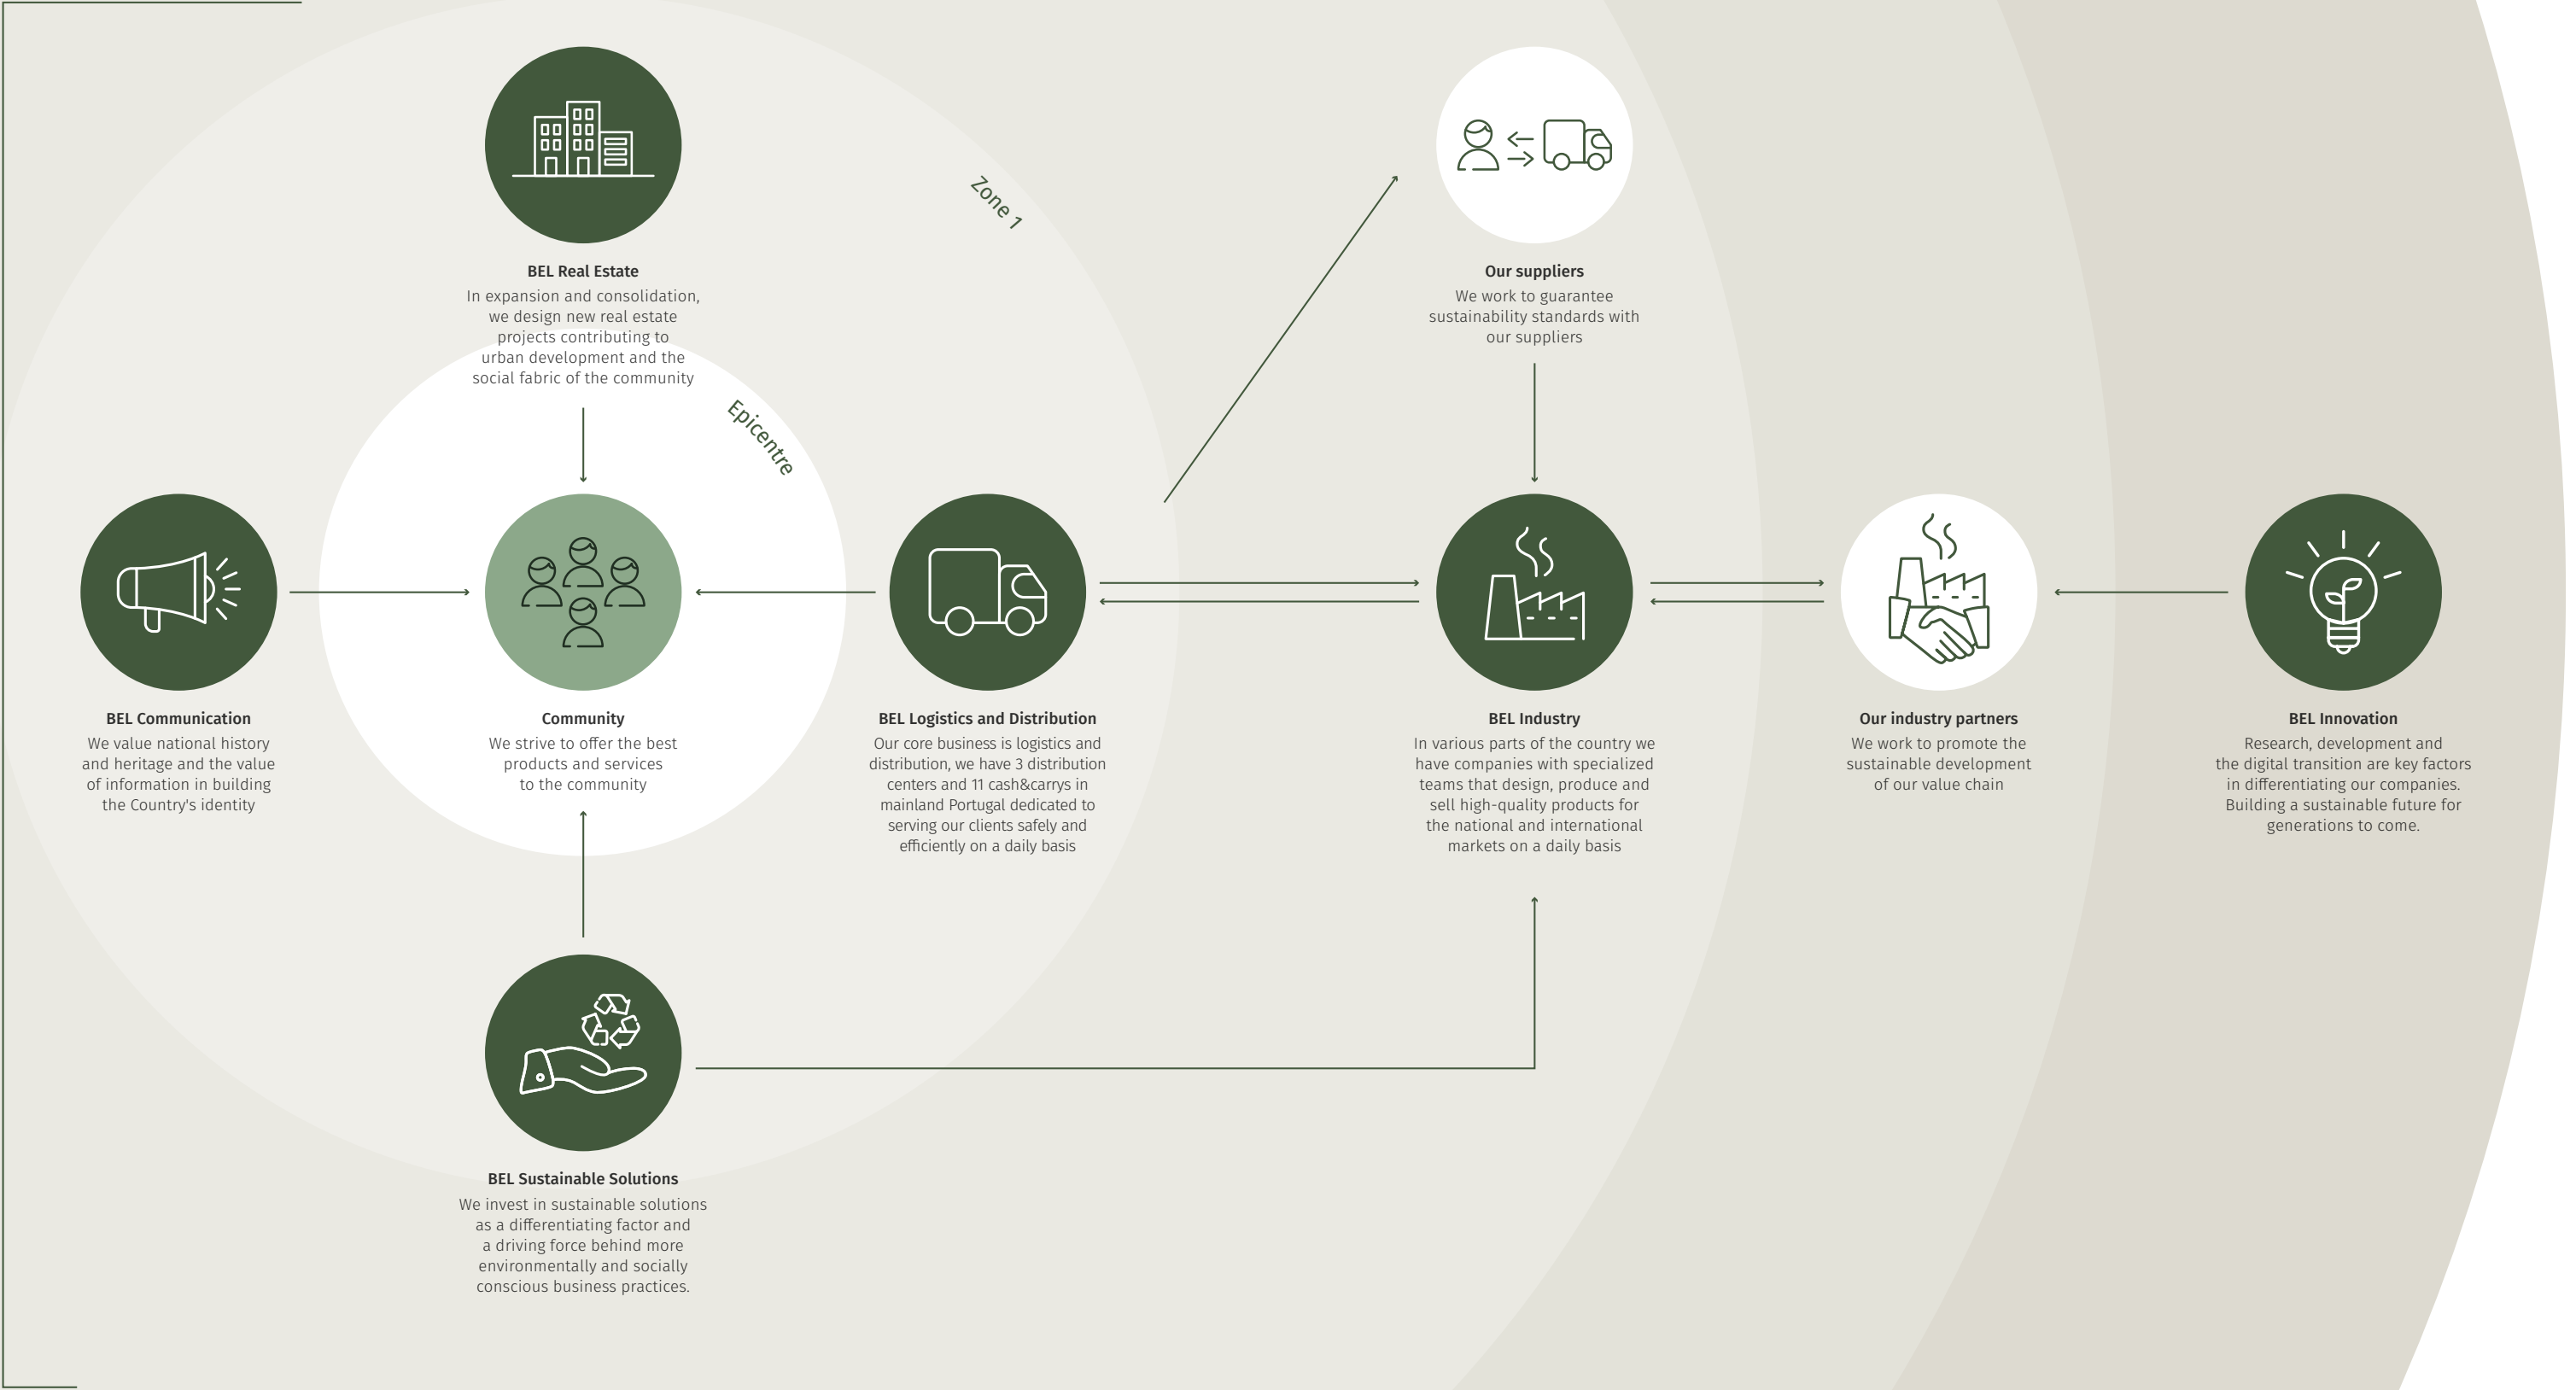 Zone 1
Epicentre
BEL Real Estate
In expansion and consolidation,
we design new real estate
projects contributing to
urban development and the
social fabric of the community
Our suppliers
We work to guarantee
sustainability standards with
our suppliers
BEL Communication
We value national history
and heritage and the value
of information in building
the Country's identity
Community
We strive to offer the best
products and services
to the community
BEL Logistics and Distribution
Our core business is logistics and
distribution, we have 3 distribution
centers and 11 cash&carrys in
mainland Portugal dedicated to
serving our clients safely and
efficiently on a daily basis
BEL Industry
In various parts of the country we
have companies with specialized
teams that design, produce and
sell high-quality products for
the national and international
markets on a daily basis
Our industry partners
We work to promote the
sustainable development
of our value chain
BEL Innovation
Research, development and
the digital transition are key factors
in differentiating our companies.
Building a sustainable future for
generations to come.
BEL Sustainable Solutions
We invest in sustainable solutions
as a differentiating factor and
a driving force behind more
environmentally and socially
conscious business practices.